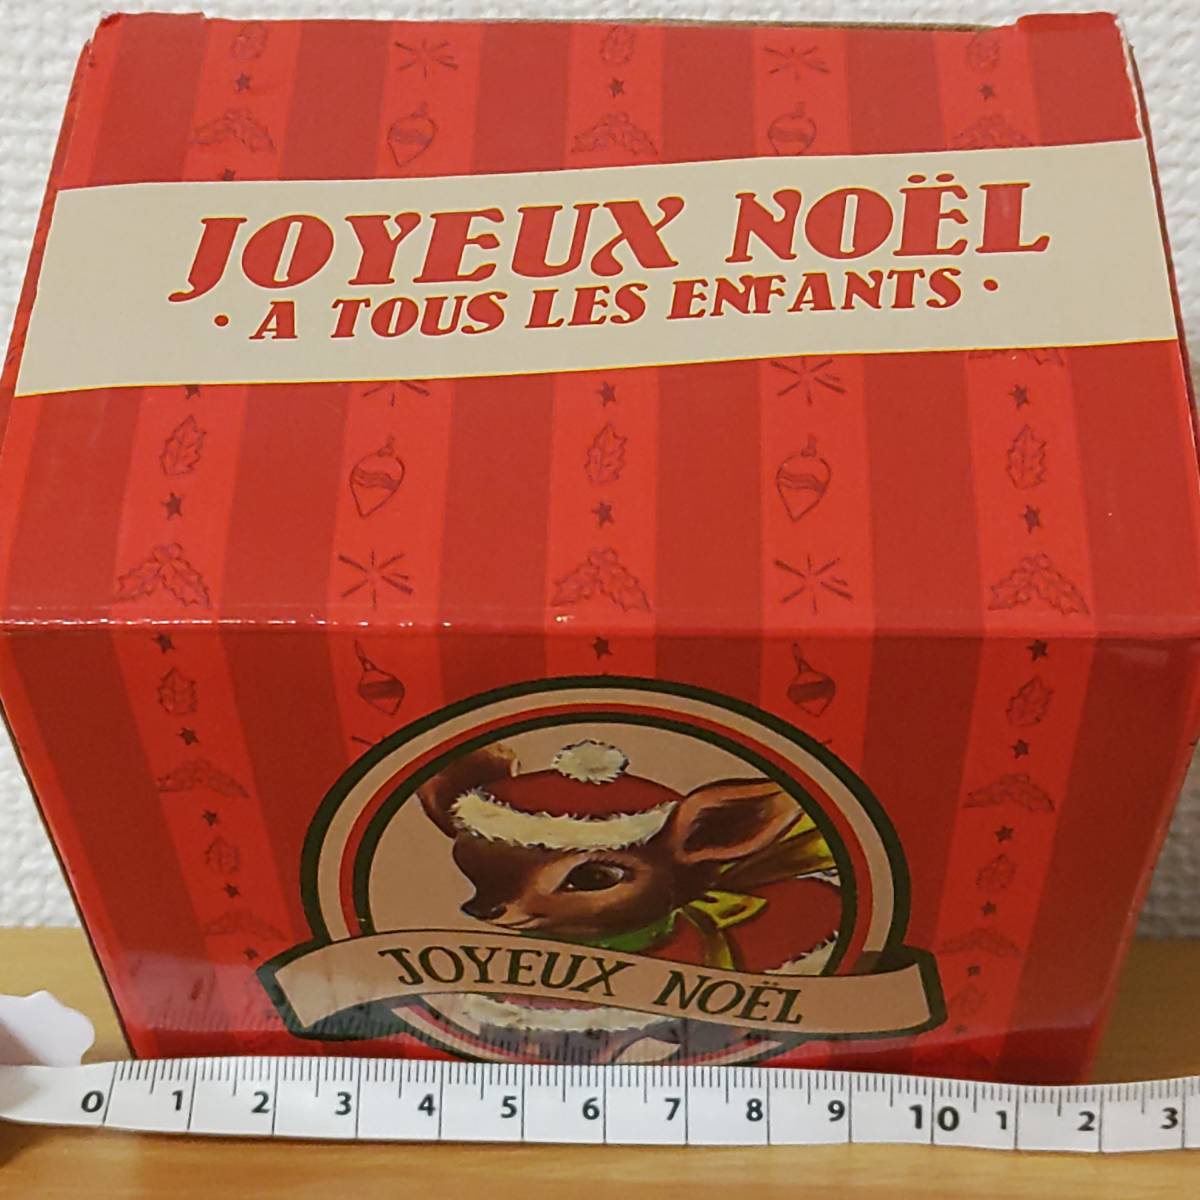 JOYEUX NOËL
• A TOUS LES ENFANTS •
JOYEUX NOËL
0 1 2 3 4 5 6 7 8 9 10 1 2 3